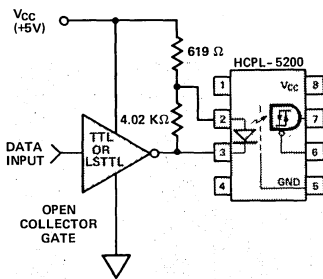 VCC
(+5V)
619 Ω
HCPL-5200
1
VCC
8
4.02 KΩ
2
7
DATA
INPUT
TTL
OR
LSTTL
3
6
4
GND
5
OPEN
COLLECTOR
GATE